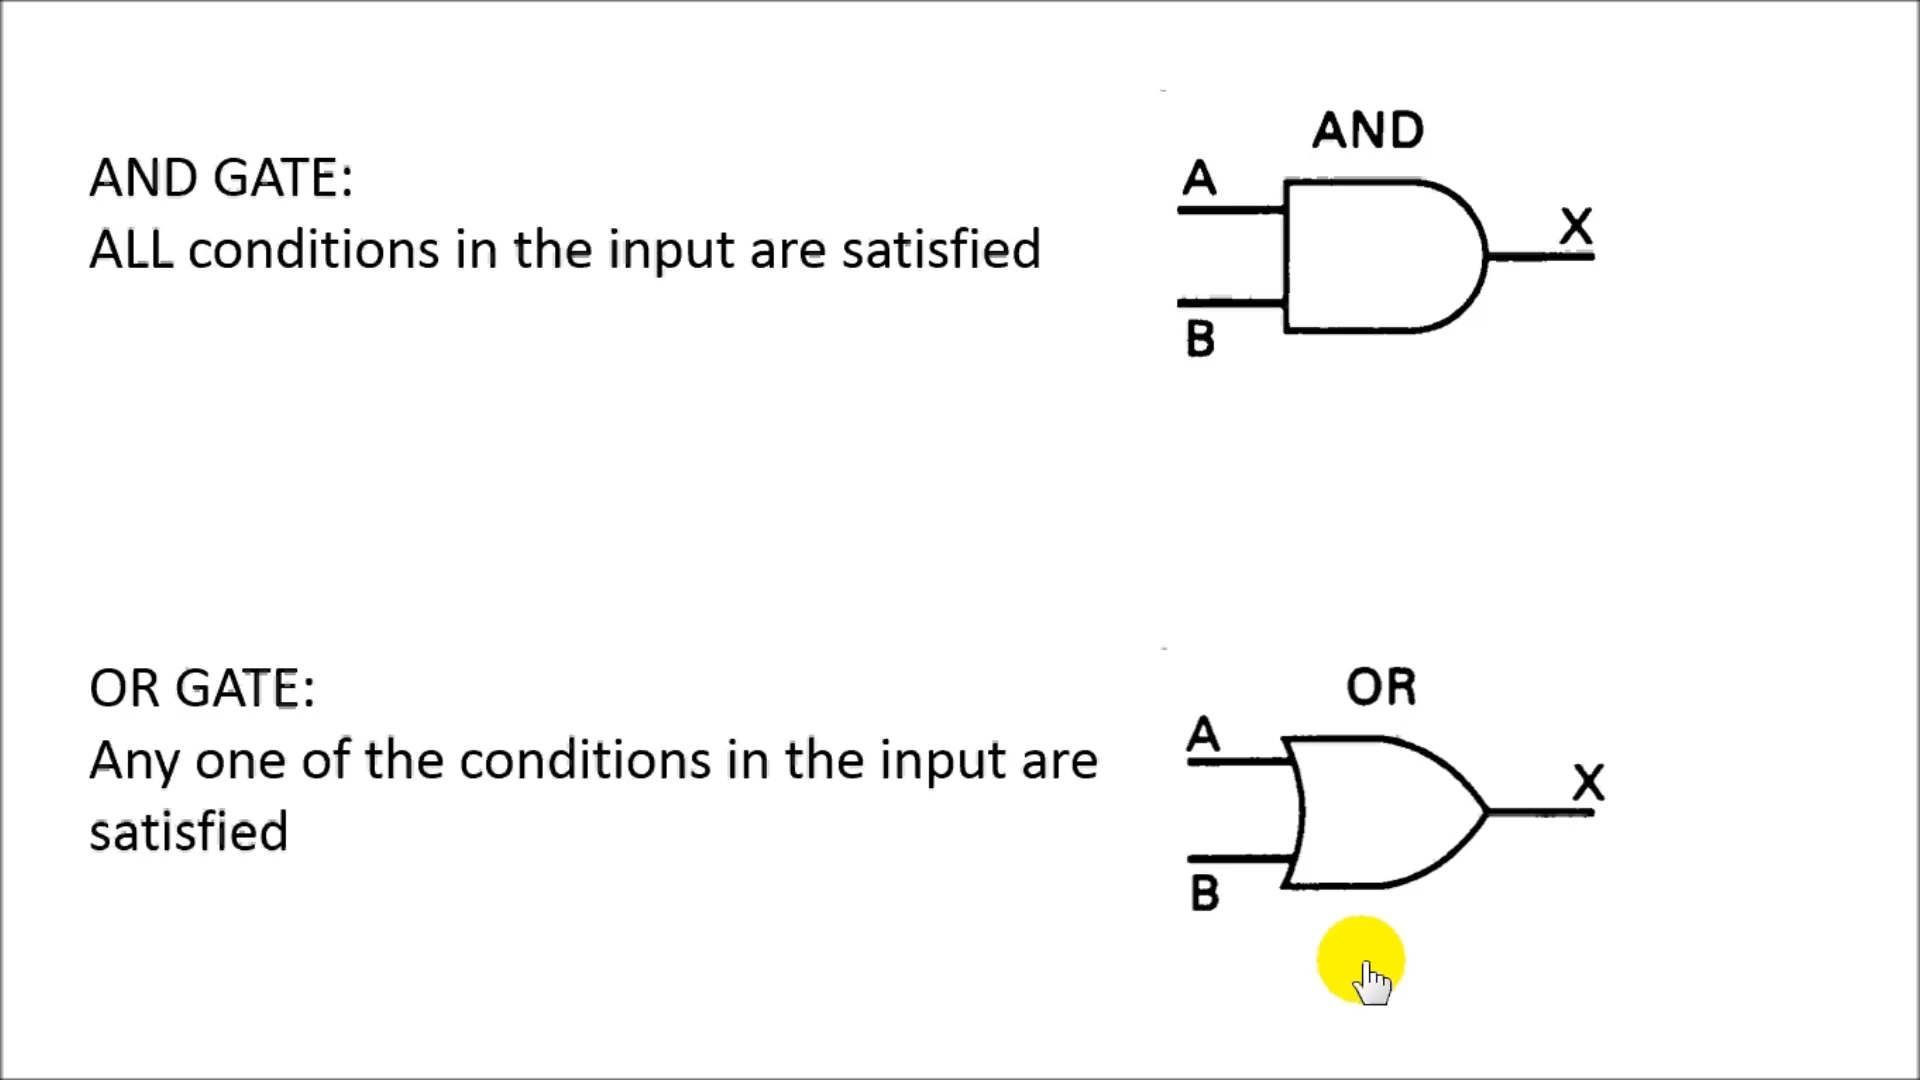 AND GATE:
ALL conditions in the input are satisfied
AND
A
X
B
OR GATE:
Any one of the conditions in the input are
satisfied
OR
A
X
B